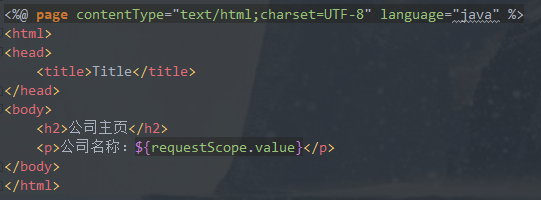 <%@ page contentType="text/html;charset=UTF-8" language="java" %>
<html>
<head>
    <title>Title</title>
</head>
<body>
    <h2>公司主页</h2>
    <p>公司名称：${requestScope.value}</p>
</body>
</html>